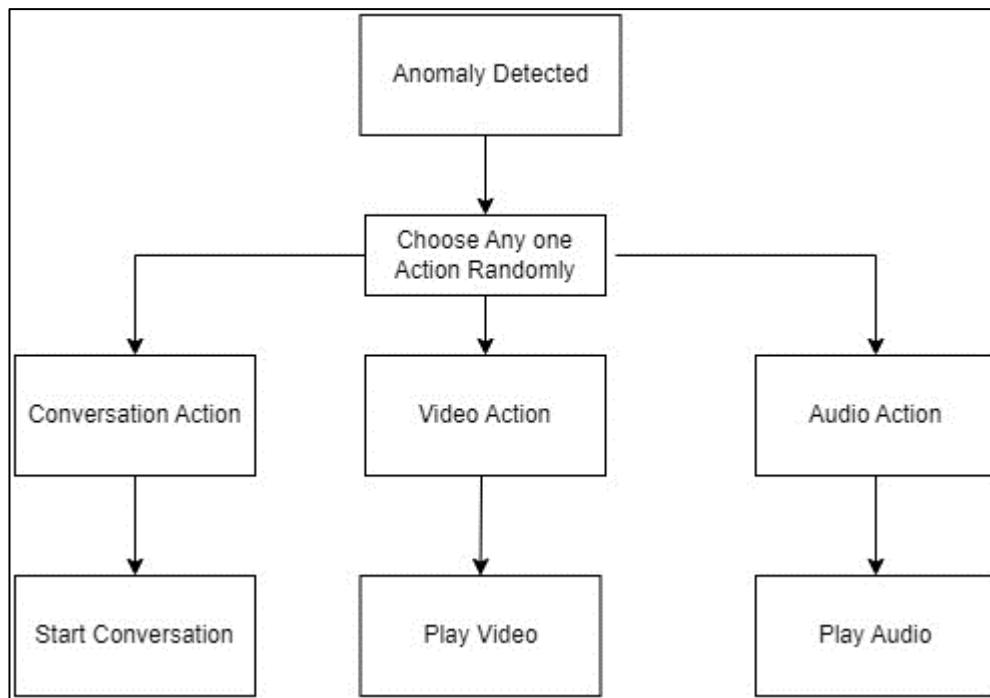 Anomaly Detected
Choose Any one
Action Randomly
Conversation Action
Video Action
Audio Action
Start Conversation
Play Video
Play Audio